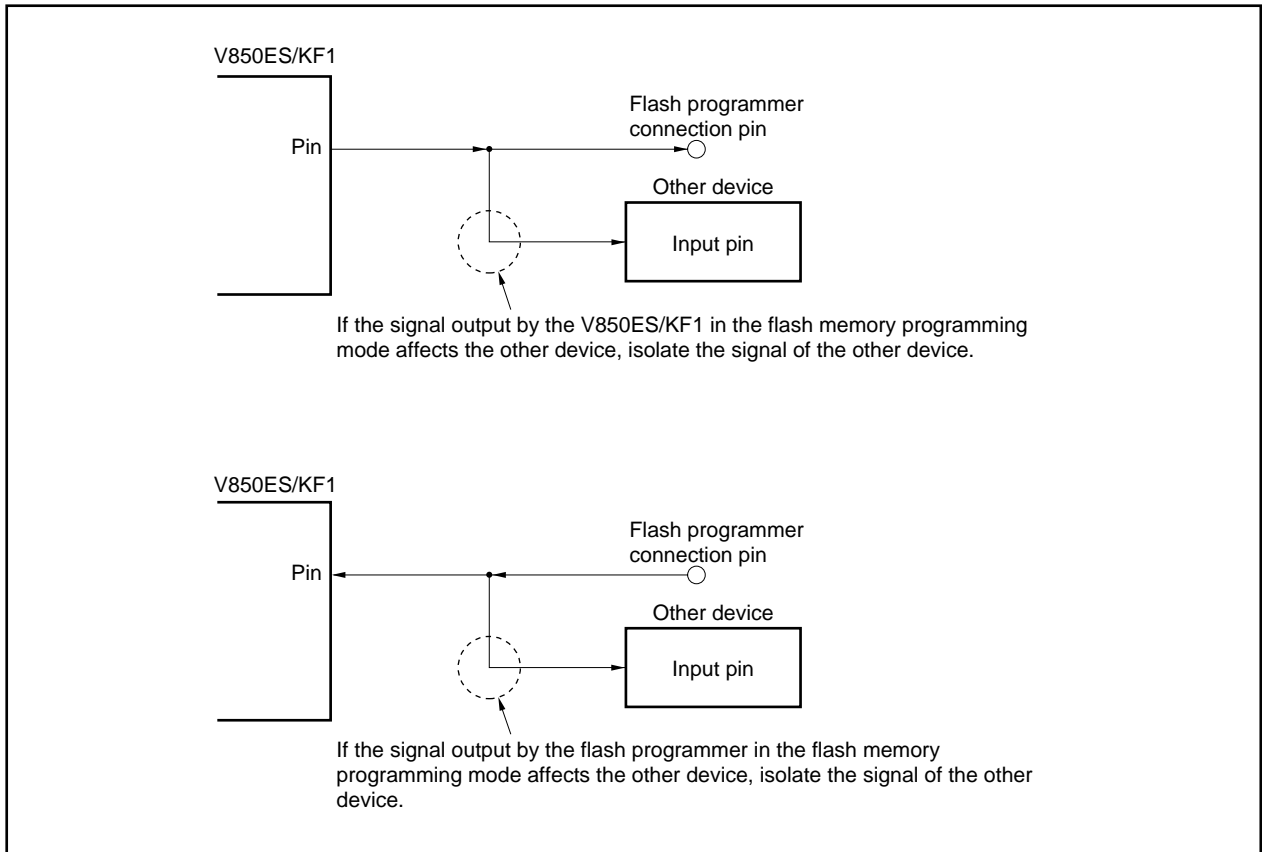 V850ES/KF1
Flash programmer
connection pin
Pin
Other device
Input pin
If the signal output by the V850ES/KF1 in the flash memory programming
mode affects the other device, isolate the signal of the other device.
V850ES/KF1
Flash programmer
connection pin
Pin
Other device
Input pin
If the signal output by the flash programmer in the flash memory
programming mode affects the other device, isolate the signal of the other
device.